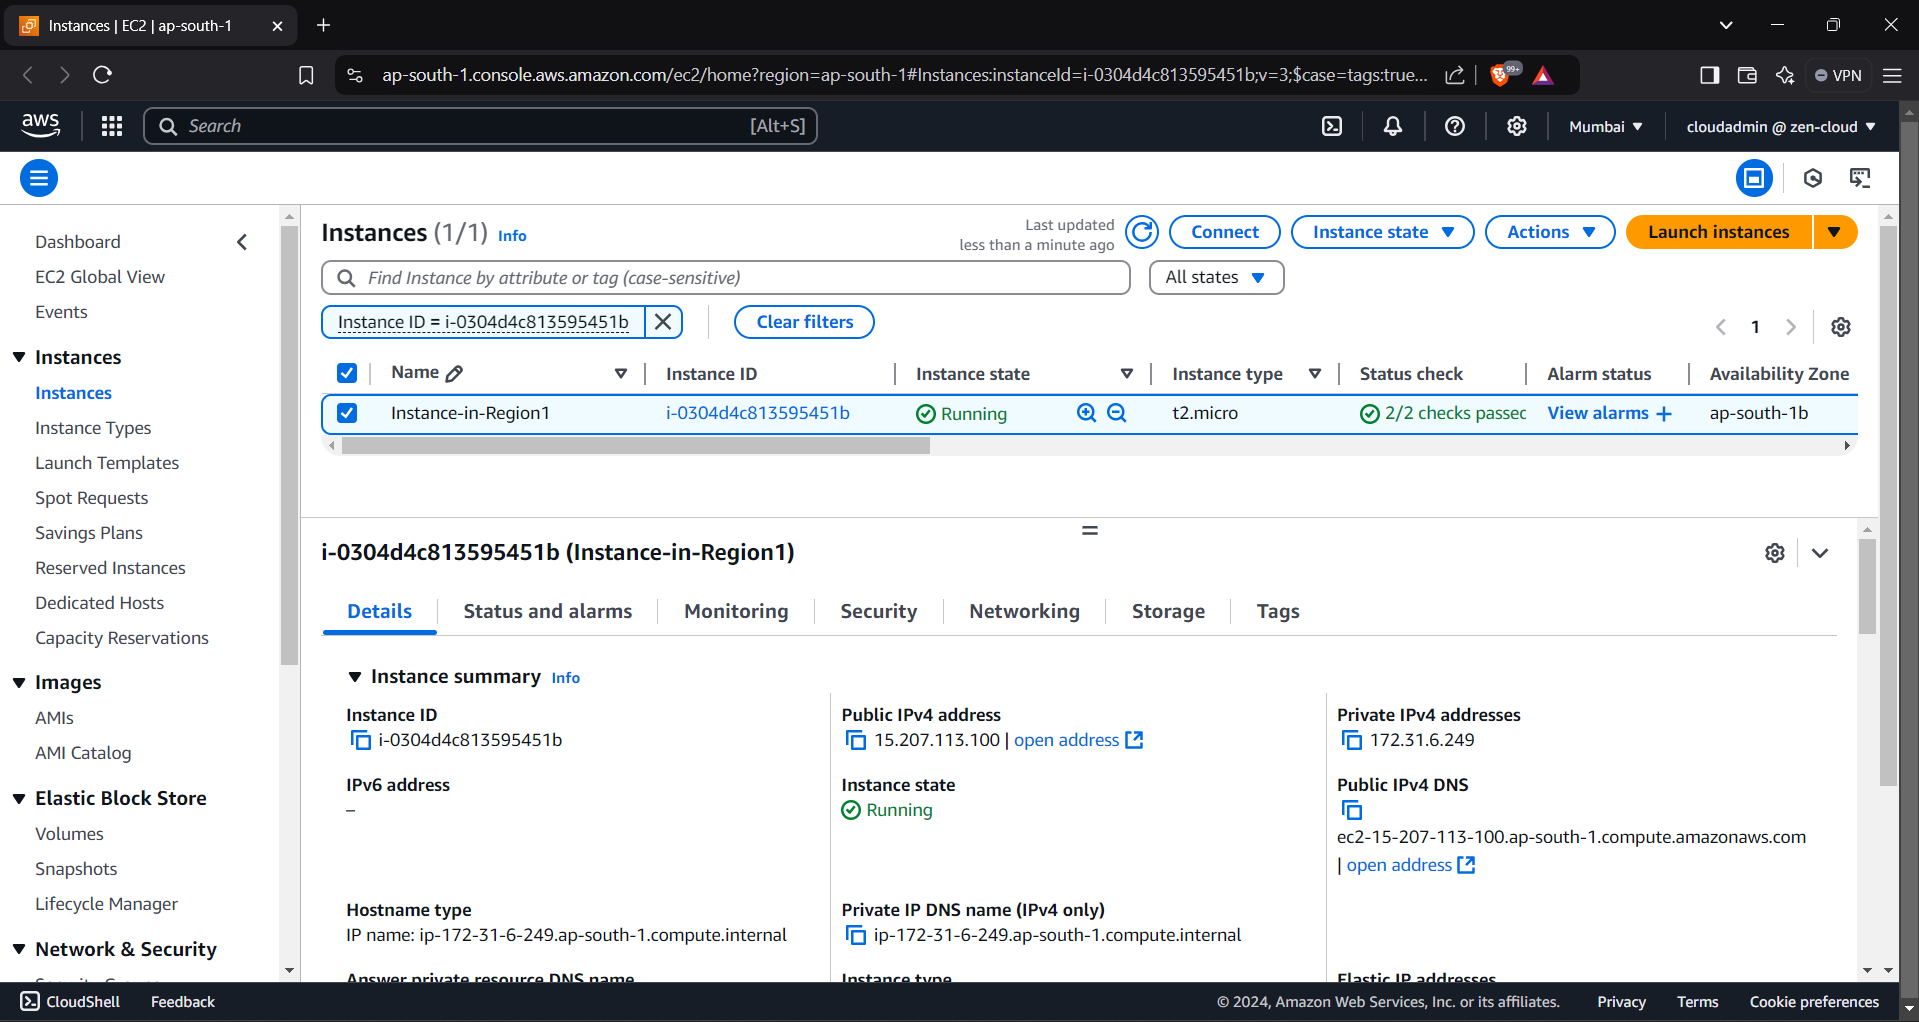 Instances | EC2 | ap-south-1
ap-south-1.console.aws.amazon.com/ec2/home?region=ap-south-1#Instances:instanceId=i-0304d4c813595451b;v=3;$case=tags:true...
99+
VPN
aws
Search
[Alt+S]
Mumbai
cloudadmin @ zen-cloud
Dashboard
EC2 Global View
Events
Instances
Instances
Instance Types
Launch Templates
Spot Requests
Savings Plans
Reserved Instances
Dedicated Hosts
Capacity Reservations
Images
AMIs
AMI Catalog
Elastic Block Store
Volumes
Snapshots
Lifecycle Manager
Network & Security
Instances (1/1) Info
Last updated
less than a minute ago
Connect
Instance state
Actions
Launch instances
Find Instance by attribute or tag (case-sensitive)
All states
Instance ID = i-0304d4c813595451b
Clear filters
1
Name Instance ID Instance state Instance type Status check Alarm status Availability Zone
Instance-in-Region1 i-0304d4c813595451b Running t2.micro 2/2 checks passec View alarms + ap-south-1b
i-0304d4c813595451b (Instance-in-Region1)
Details Status and alarms Monitoring Security Networking Storage Tags
Instance summary Info
Instance ID
i-0304d4c813595451b
Public IPv4 address
15.207.113.100 | open address
Private IPv4 addresses
172.31.6.249
IPv6 address
–
Instance state
Running
Public IPv4 DNS
ec2-15-207-113-100.ap-south-1.compute.amazonaws.com
| open address
Hostname type
IP name: ip-172-31-6-249.ap-south-1.compute.internal
Private IP DNS name (IPv4 only)
ip-172-31-6-249.ap-south-1.compute.internal
Answer private resource DNS name
Instance type
Elastic IP addresses
CloudShell
Feedback
© 2024, Amazon Web Services, Inc. or its affiliates.
Privacy
Terms
Cookie preferences